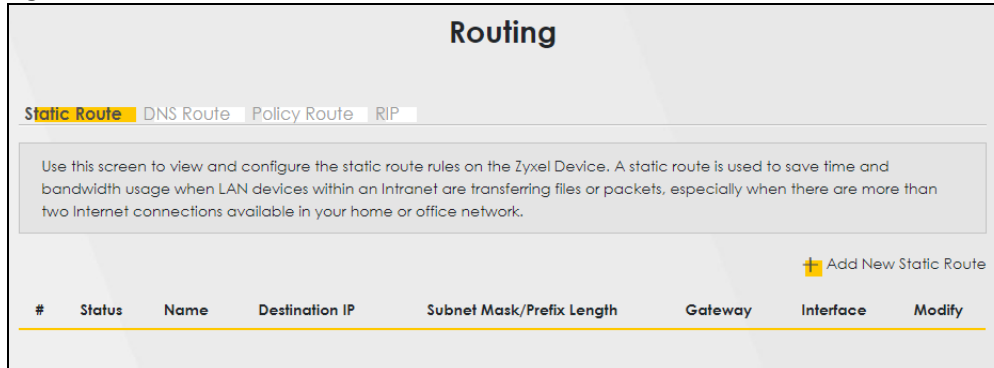 Routing
Static Route DNS Route Policy Route RIP
Use this screen to view and configure the static route rules on the Zyxel Device. A static route is used to save time and
bandwidth usage when LAN devices within an Intranet are transferring files or packets, especially when there are more than
two Internet connections available in your home or office network.
+ Add New Static Route
# Status Name Destination IP Subnet Mask/Prefix Length Gateway Interface Modify